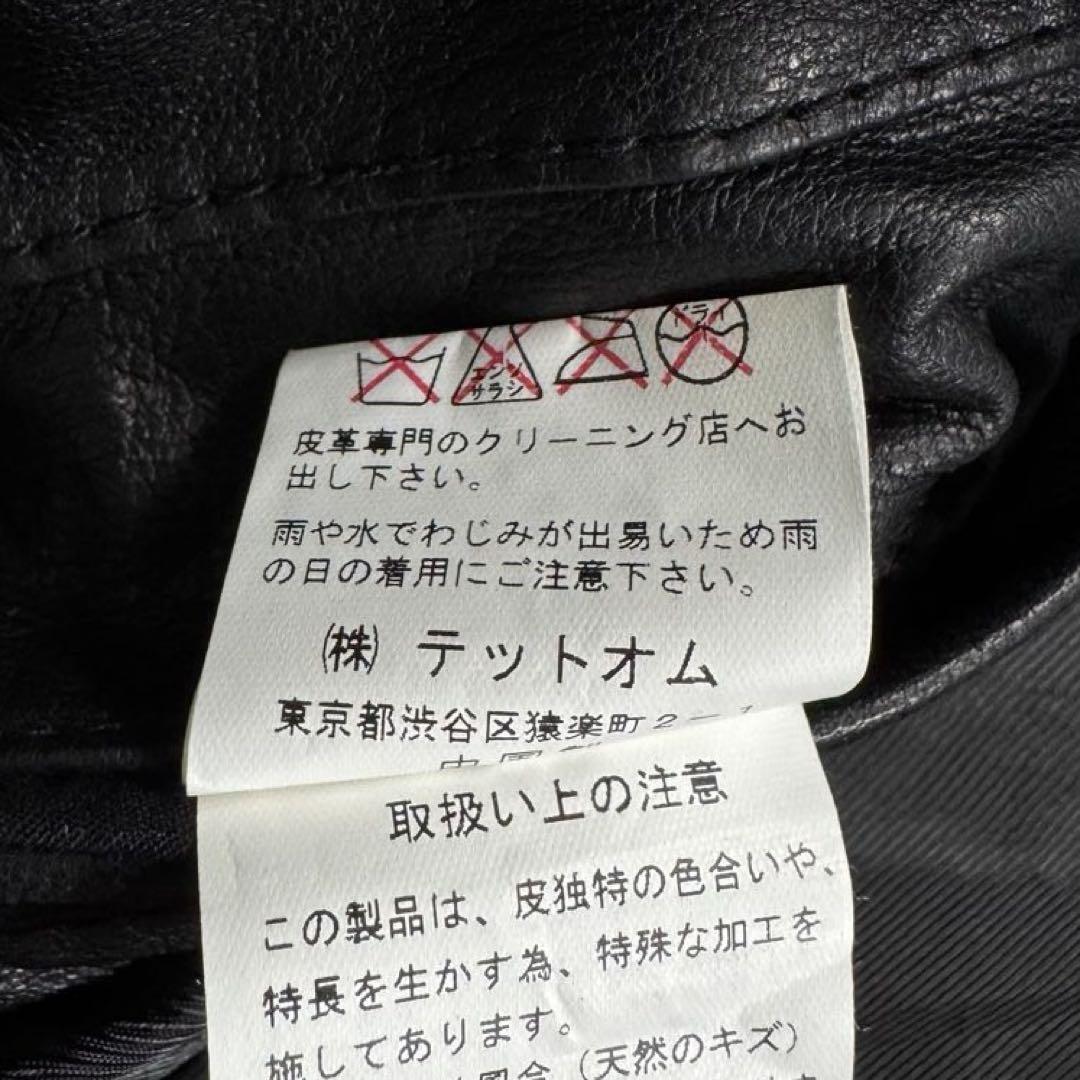 エンソ
サラシ
ドライ
皮革専門のクリーニング店へお
出し下さい。
雨や水でわじみが出易いため雨
の日の着用にご注意下さい。
㈱ テットオム
東京都渋谷区猿楽町2-7
取扱い上の注意
この製品は、皮独特の色合いや、
特長を生かす為、特殊な加工を
施してあります。
風合（天然のキズ）